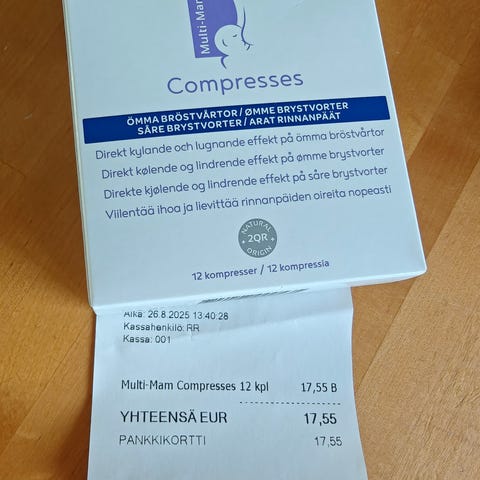 Multi-Mam
Compresses
ÖMMA BRÖSTVÅRTOR / ØMME BRYSTVORTER
SÅRE BRYSTVORTER / ARAT RINNANPÄÄT
Direkt kylande och lugnande effekt på ömma bröstvårtor
Direkt kølende og lindrende effekt på ømme brystvorter
Direkte kjølende og lindrende effekt på såre brystvorter
Viilentää ihoa ja lievittää rinnanpäiden oireita nopeasti
NATURAL
2QR
ORIGIN
12 kompresser / 12 kompressia
Aika: 26.8.2025 13:40:28
Kassahenkilö: RR
Kassa: 001
Multi-Mam Compresses 12 kpl 17,55 B
YHTEENSÄ EUR 17,55
PANKKIKORTTI 17,55